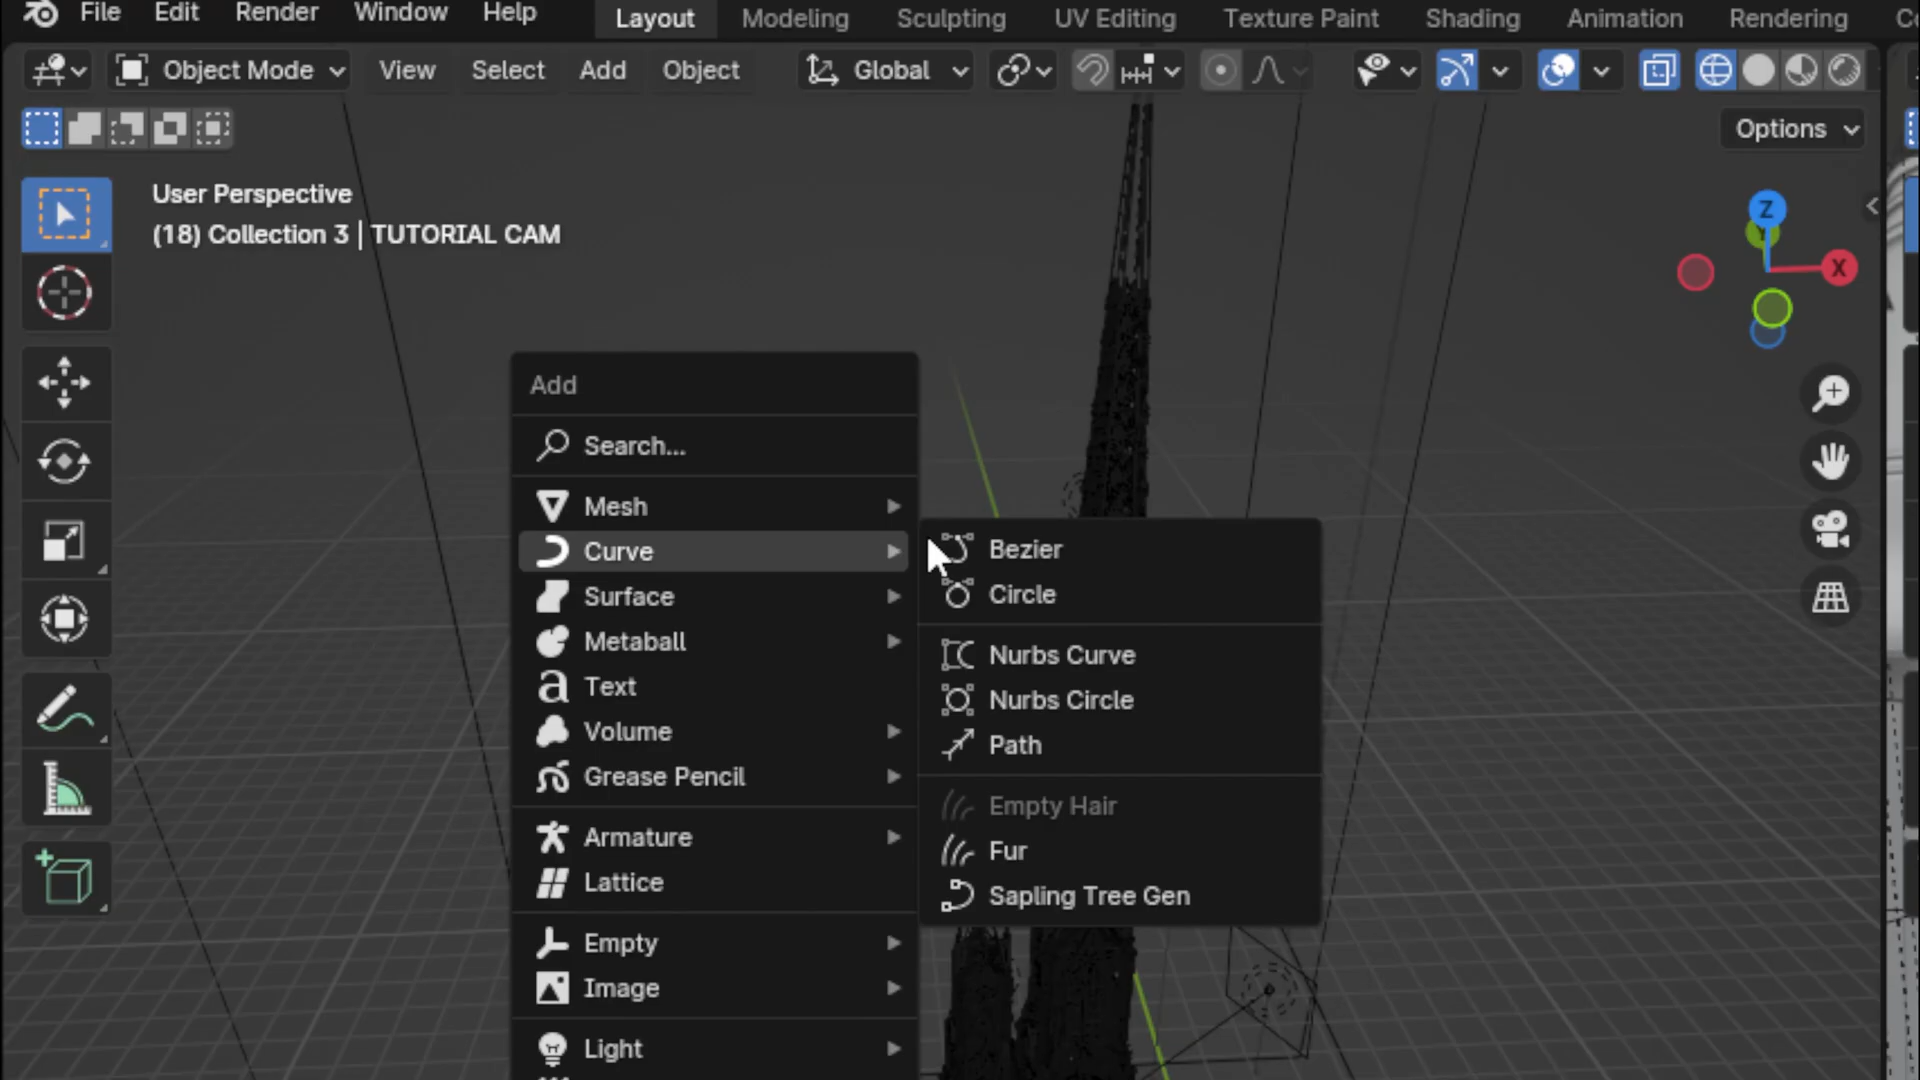 File Edit Render Window Help Layout Modeling Sculpting UV Editing Texture Paint Shading Animation Rendering
Object Mode View Select Add Object Global
Options
User Perspective
(18) Collection 3 | TUTORIAL CAM
Z
Y
X
Add
Search...
Mesh
Curve
Surface
Metaball
Text
Volume
Grease Pencil
Armature
Lattice
Empty
Image
Light
Bezier
Circle
Nurbs Curve
Nurbs Circle
Path
Empty Hair
Fur
Sapling Tree Gen